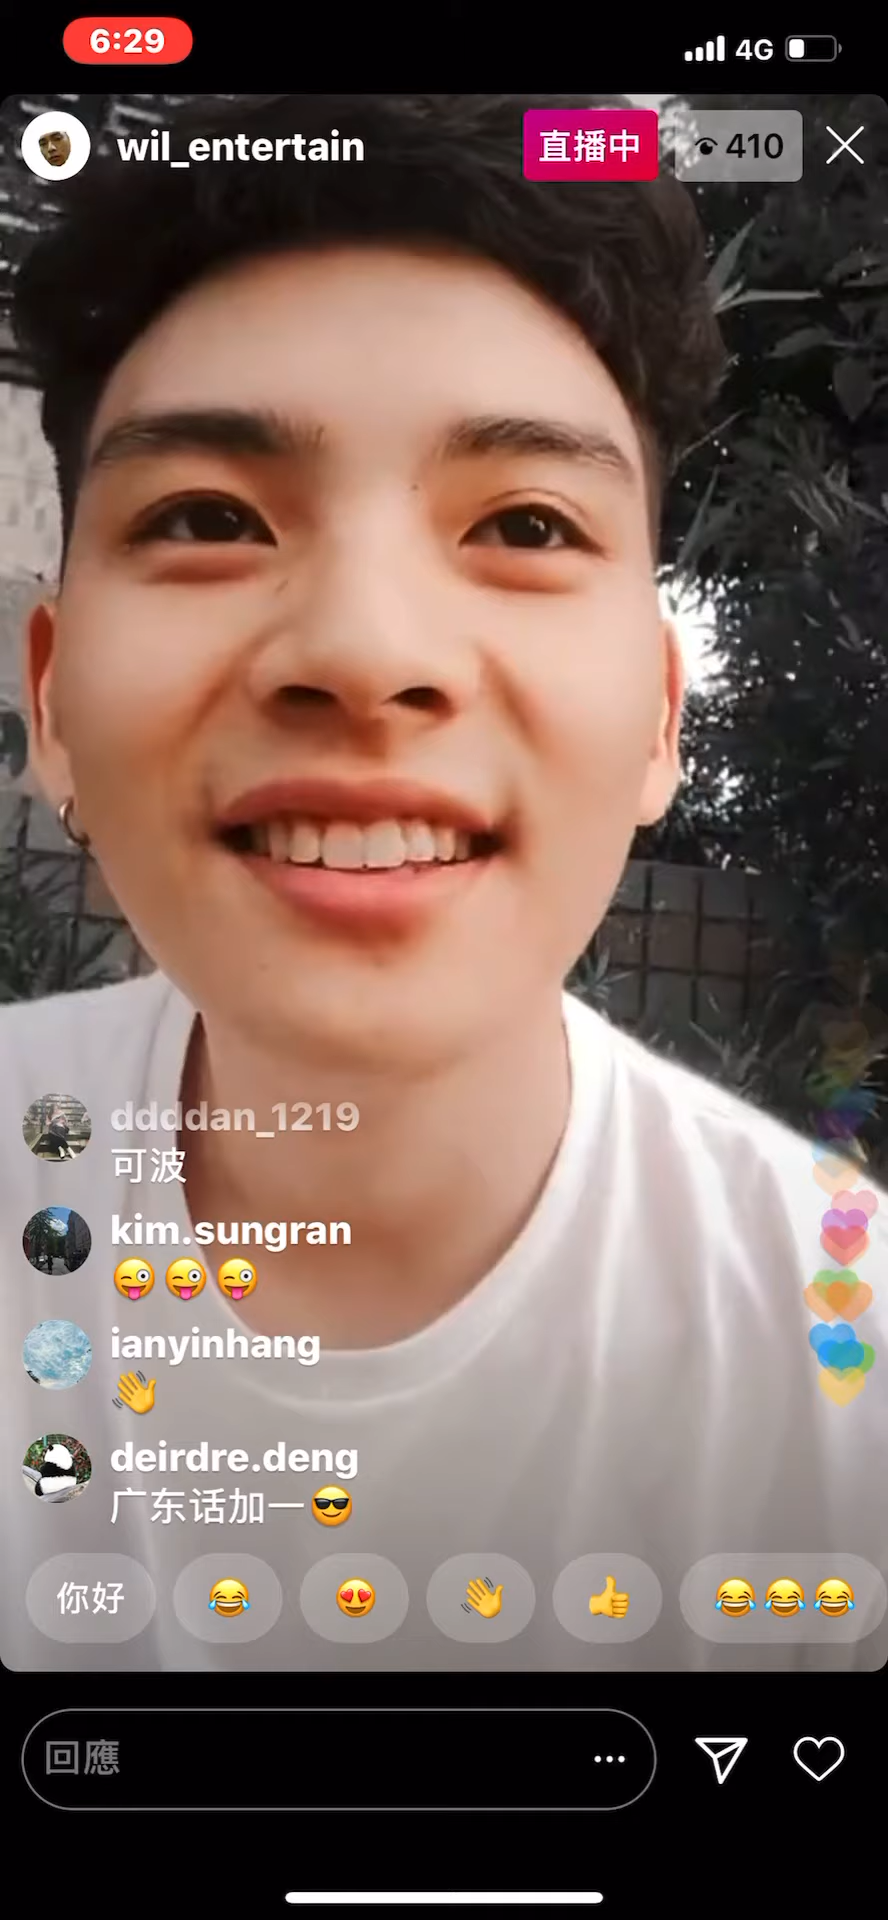 6:29
4G
wil_entertain
直播中
410
ddddan_1219
可波
kim.sungran
😜😜😜
ianyinhang
👋
deirdre.deng
广东话加一😎
你好
😂
😍
👋
👍
😂😂😂
回應